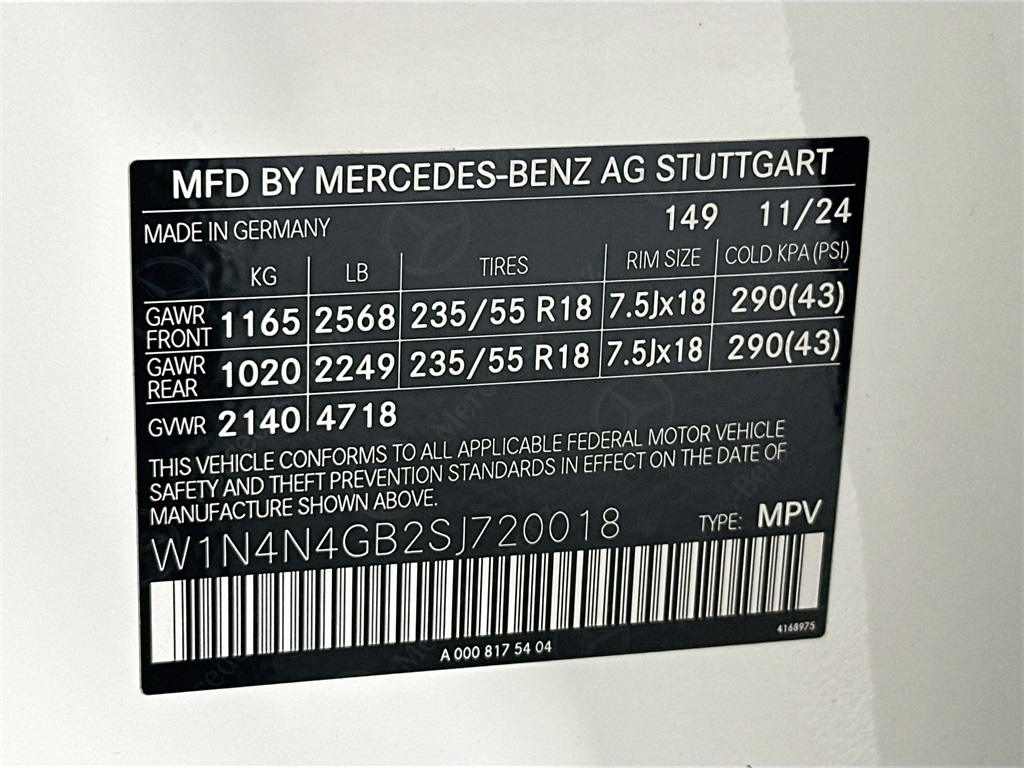 MFD BY MERCEDES-BENZ AG STUTTGART
MADE IN GERMANY 149 11/24
KG LB TIRES RIM SIZE COLD KPA (PSI)
GAWR FRONT 1165 2568 235/55 R18 7.5Jx18 290(43)
GAWR REAR 1020 2249 235/55 R18 7.5Jx18 290(43)
GVWR 2140 4718
THIS VEHICLE CONFORMS TO ALL APPLICABLE FEDERAL MOTOR VEHICLE
SAFETY AND THEFT PREVENTION STANDARDS IN EFFECT ON THE DATE OF
MANUFACTURE SHOWN ABOVE.
W1N4N4GB2SJ720018 TYPE: MPV
A 000 817 54 04
4168975